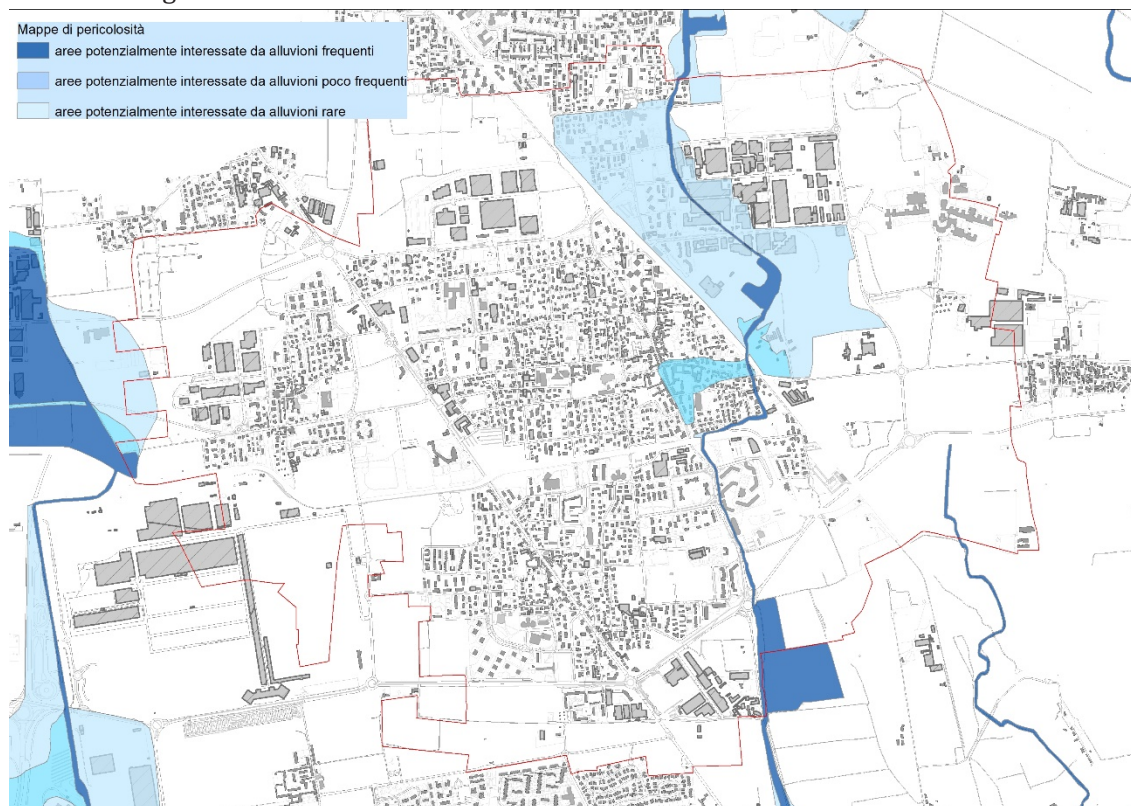 Mappe di pericolosità
aree potenzialmente interessate da alluvioni frequenti
aree potenzialmente interessate da alluvioni poco frequenti
aree potenzialmente interessate da alluvioni rare